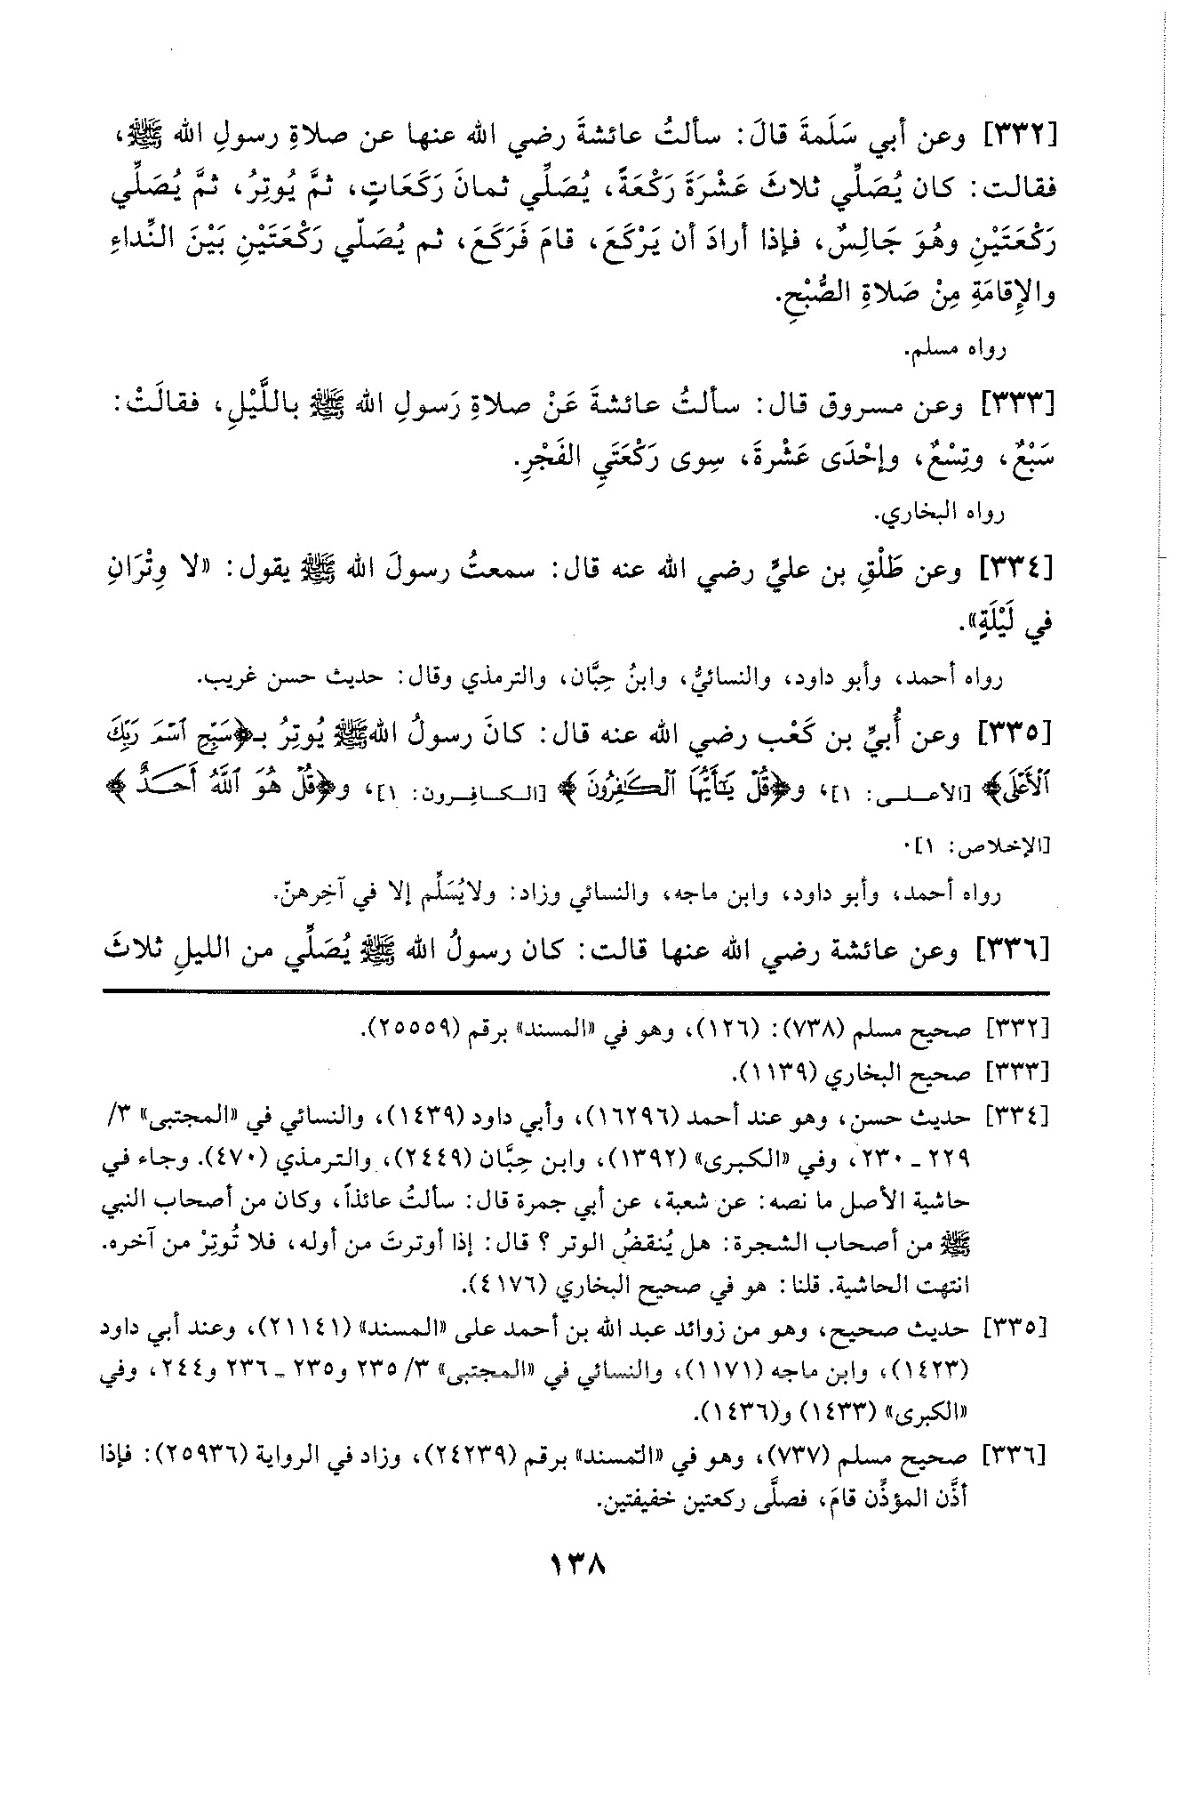 [٣٣٢] وعن أبي سَلَمةَ قالَ: سألتُ عائشةَ رضي الله عنها عن صلاةِ رسولِ الله ﷺ،
فقالت: كان يُصَلِّي ثلاثَ عَشْرَةَ رَكْعَةً، يُصَلِّي ثمانَ رَكَعَاتٍ، ثمَّ يُوتِرُ، ثمَّ يُصَلِّي
رَكْعَتَيْنِ وهُوَ جَالِسٌ، فإذا أرادَ أن يَرْكَعَ، قامَ فَرَكَعَ، ثم يُصَلّي رَكْعَتَيْنِ بَيْنَ النِّداءِ
والإِقامَةِ مِنْ صَلاةِ الصُّبْحِ.
رواه مسلم.
[٣٣٣] وعن مسروق قال: سألتُ عائشةَ عَنْ صلاةِ رَسولِ الله ﷺ باللَّيْلِ، فقالَتْ:
سَبْعٌ، وتِسْعٌ، وإحْدَى عَشْرةَ، سِوى رَكْعَتَيِ الفَجْرِ.
رواه البخاري.
[٣٣٤] وعن طَلْقِ بن عليٍّ رضي الله عنه قال: سمعتُ رسولَ الله ﷺ يقول: «لا وِتْرَانِ
في لَيْلَةٍ».
رواه أحمد، وأبو داود، والنسائيُّ، وابنُ حِبَّان، والترمذي وقال: حديث حسن غريب.
[٣٣٥] وعن أُبيِّ بن كَعْب رضي الله عنه قال: كانَ رسولُ اللهﷺ يُوتِرُ بـ﴿سَبِّحِ ٱسْمَ رَبِّكَ
ٱلْأَعْلَى﴾ [الأعلى: ١]، و﴿قُلْ يَٰٓأَيُّهَا ٱلْكَٰفِرُونَ﴾ [الكافرون: ١]، و﴿قُلْ هُوَ ٱللَّهُ أَحَدٌ﴾
[الإخلاص: ١].
رواه أحمد، وأبو داود، وابن ماجه، والنسائي وزاد: ولايُسَلِّم إلا في آخِرهنّ.
[٣٣٦] وعن عائشة رضي الله عنها قالت: كان رسولُ الله ﷺ يُصَلِّي من الليلِ ثلاثَ
[٣٣٢] صحيح مسلم (٧٣٨): (١٢٦)، وهو في «المسند» برقم (٢٥٥٥٩).
[٣٣٣] صحيح البخاري (١١٣٩).
[٣٣٤] حديث حسن، وهو عند أحمد (١٦٢٩٦)، وأبي داود (١٤٣٩)، والنسائي في «المجتبى» ٣/
٢٢٩ ـ ٢٣٠، وفي «الكبرى» (١٣٩٢)، وابن حِبَّان (٢٤٤٩)، والترمذي (٤٧٠). وجاء في
حاشية الأصل ما نصه: عن شعبة، عن أبي جمرة قال: سألتُ عائذاً، وكان من أصحاب النبي
ﷺ من أصحاب الشجرة: هل يُنقضُ الوتر ؟ قال: إذا أوترتَ من أوله، فلا تُوتِرْ من آخره.
انتهت الحاشية. قلنا: هو في صحيح البخاري (٤١٧٦).
[٣٣٥] حديث صحيح، وهو من زوائد عبد الله بن أحمد على «المسند» (٢١١٤١)، وعند أبي داود
(١٤٢٣)، وابن ماجه (١١٧١)، والنسائي في «المجتبى» ٣/ ٢٣٥ و٢٣٥ ـ ٢٣٦ و٢٤٤، وفي
«الكبرى» (١٤٣٣) و(١٤٣٦).
[٣٣٦] صحيح مسلم (٧٣٧)، وهو في «المسند» برقم (٢٤٢٣٩)، وزاد في الرواية (٢٥٩٣٦): فإذا
أذَّن المؤذِّن قامَ، فصلَّى ركعتين خفيفتين.
١٣٨